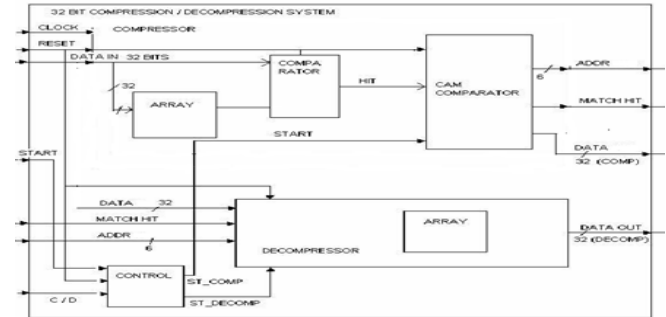 32 BIT COMPRESSION / DECOMPRESSION SYSTEM
CLOCK
COMPRESSOR
RESET
DATA IN 32 BITS
COMPA
RATOR
6
ADDR
32
ARRAY
HIT
CAM
COMPARATOR
MATCH HIT
START
DATA
32 (COMP)
START
DATA 32
MATCH HIT
ARRAY
DATA OUT
ADDR
6
DECOMPRESSOR
32 (DECOMP)
CONTROL
ST_COMP
C / D
ST_DECOMP